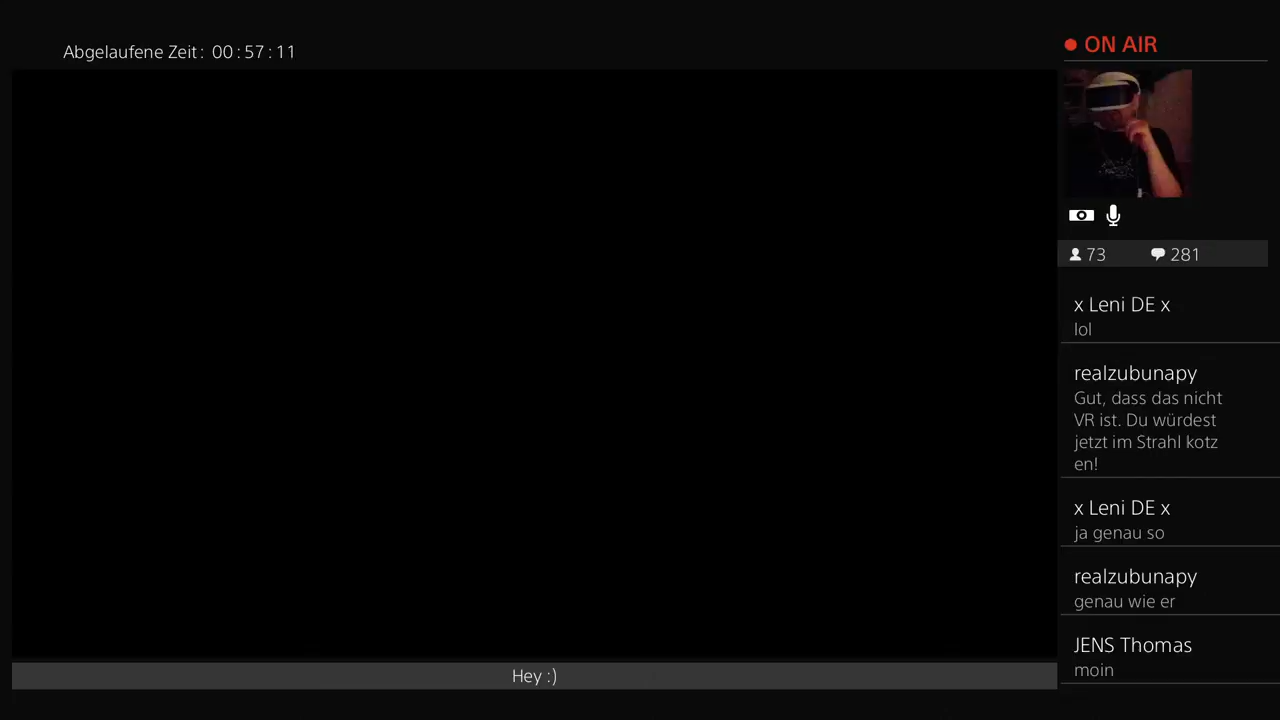 Abgelaufene Zeit: 00:57:11
ON AIR
73 281
x Leni DE x
lol
realzubunapy
Gut, dass das nicht
VR ist. Du würdest
jetzt im Strahl kotz
en!
x Leni DE x
ja genau so
realzubunapy
genau wie er
JENS Thomas
moin
Hey :)